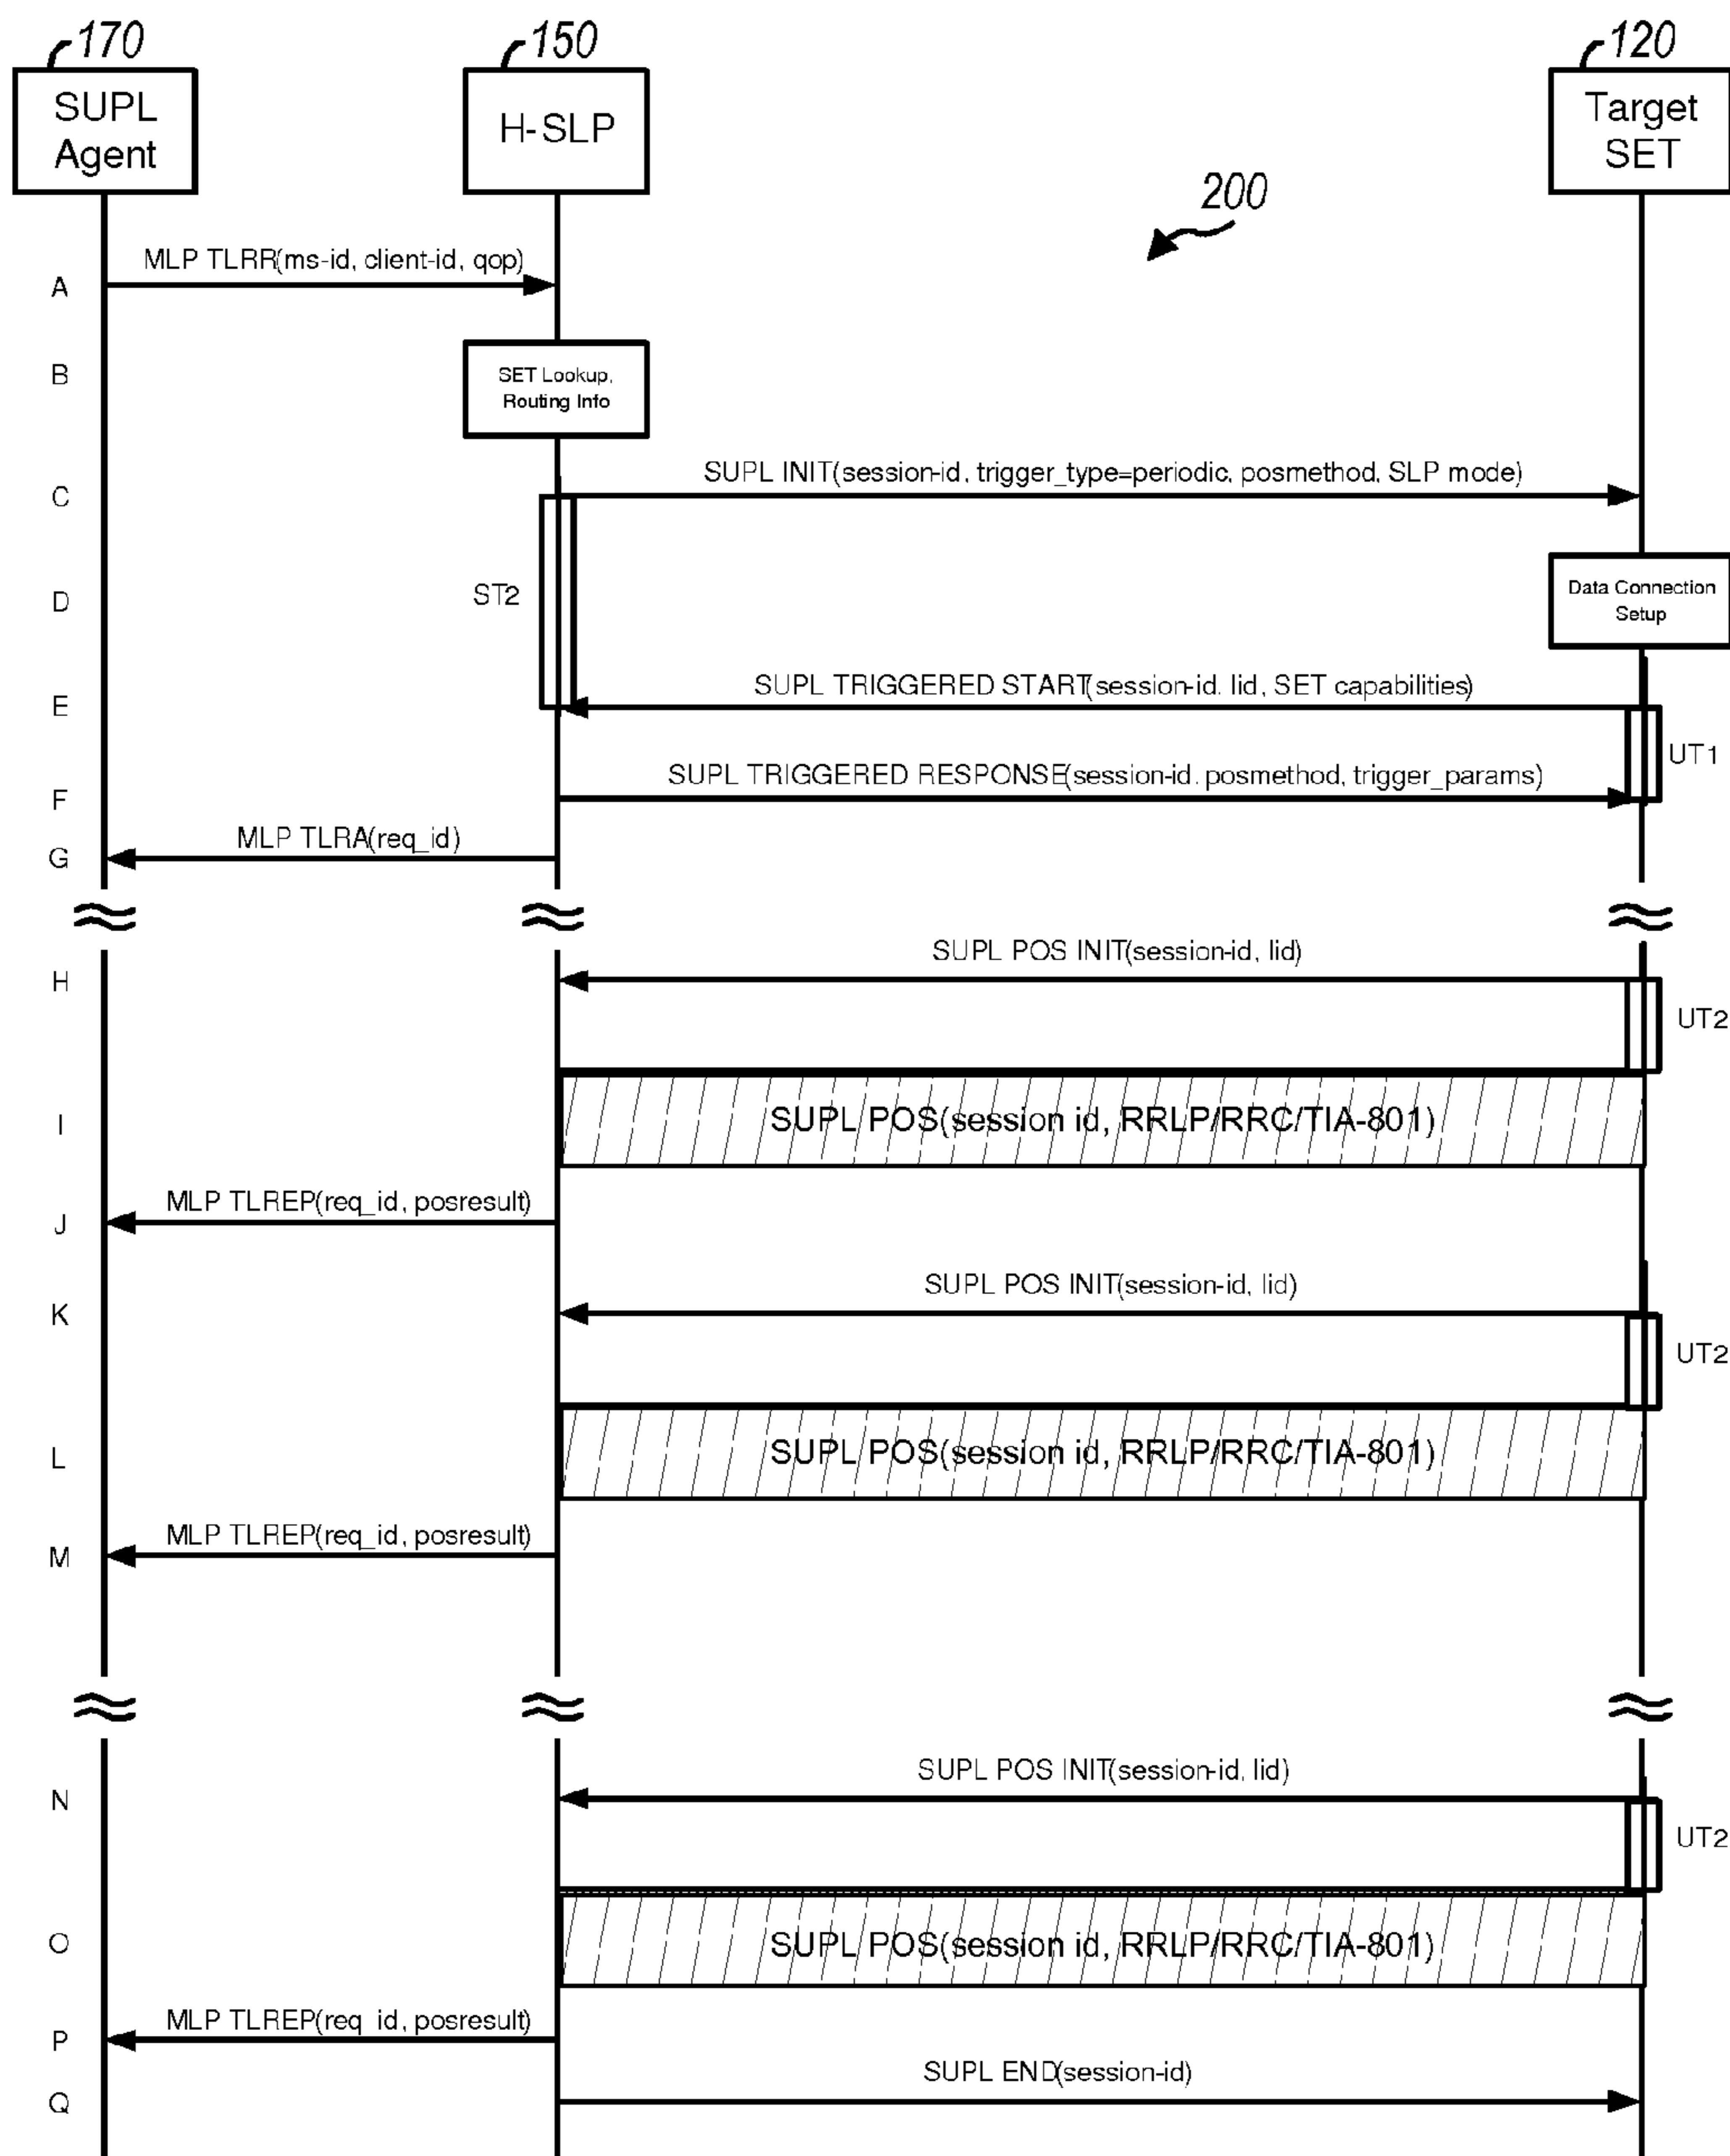 170
150
120
SUPL
Agent
H-SLP
Target
SET
200
MLP TLRR(ms-id, client-id, qop)
A
B
SET Lookup,
Routing Info
SUPL INIT(session-id, trigger_type=periodic, posmethod, SLP mode)
C
ST2
D
Data Connection
Setup
SUPL TRIGGERED START(session-id, lid, SET capabilities)
E
UT1
SUPL TRIGGERED RESPONSE(session-id, posmethod, trigger_params)
F
MLP TLRA(req_id)
G
SUPL POS INIT(session-id, lid)
H
UT2
I
SUPL POS(session id, RRLP/RRC/TIA-801)
MLP TLREP(req_id, posresult)
J
SUPL POS INIT(session-id, lid)
K
UT2
L
SUPL POS(session id, RRLP/RRC/TIA-801)
MLP TLREP(req_id, posresult)
M
SUPL POS INIT(session-id, lid)
N
UT2
O
SUPL POS(session id, RRLP/RRC/TIA-801)
MLP TLREP(req_id, posresult)
P
SUPL END(session-id)
Q